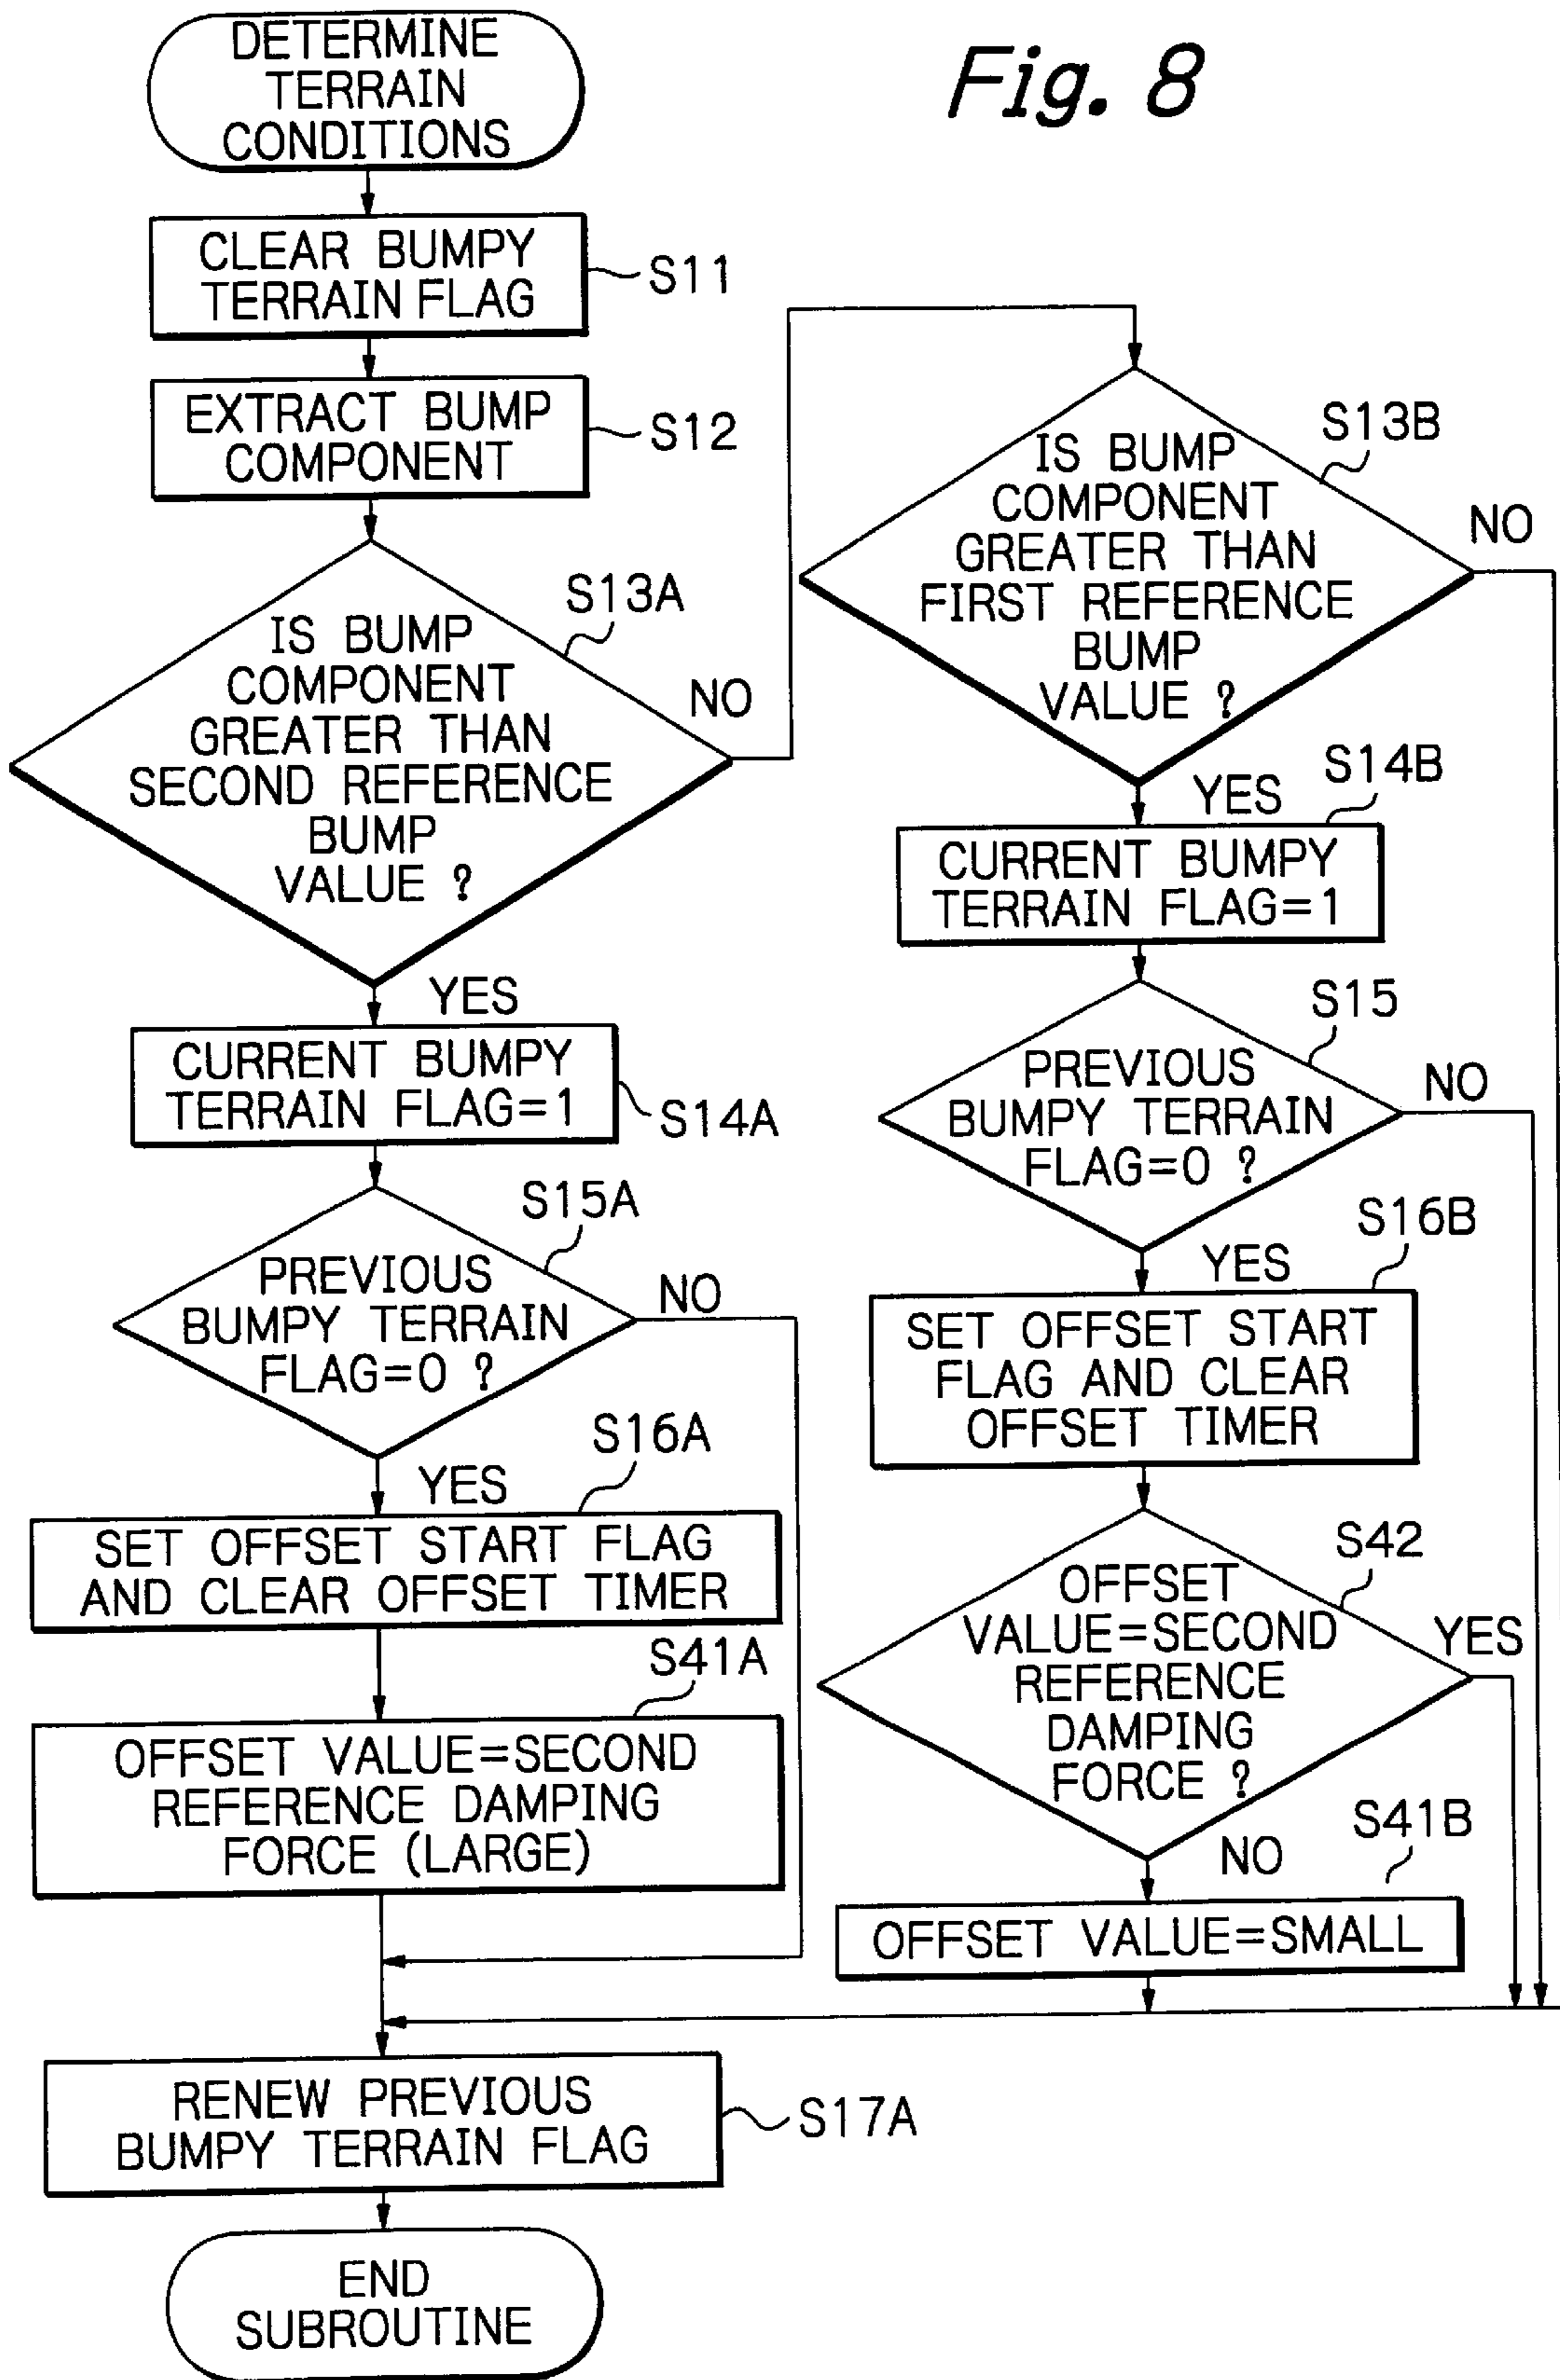 Fig. 8
DETERMINE
TERRAIN
CONDITIONS
CLEAR BUMPY
TERRAIN FLAG
S11
EXTRACT BUMP
COMPONENT
S12
IS BUMP
COMPONENT
GREATER THAN
SECOND REFERENCE
BUMP
VALUE ?
S13A
NO
YES
CURRENT BUMPY
TERRAIN FLAG=1
S14A
PREVIOUS
BUMPY TERRAIN
FLAG=0 ?
S15A
NO
YES
SET OFFSET START FLAG
AND CLEAR OFFSET TIMER
S16A
OFFSET VALUE=SECOND
REFERENCE DAMPING
FORCE (LARGE)
S41A
IS BUMP
COMPONENT
GREATER THAN
FIRST REFERENCE
BUMP
VALUE ?
S13B
NO
YES
CURRENT BUMPY
TERRAIN FLAG=1
S14B
PREVIOUS
BUMPY TERRAIN
FLAG=0 ?
S15
NO
YES
SET OFFSET START
FLAG AND CLEAR
OFFSET TIMER
S16B
OFFSET
VALUE=SECOND
REFERENCE
DAMPING
FORCE ?
S42
YES
NO
OFFSET VALUE=SMALL
S41B
RENEW PREVIOUS
BUMPY TERRAIN FLAG
S17A
END
SUBROUTINE